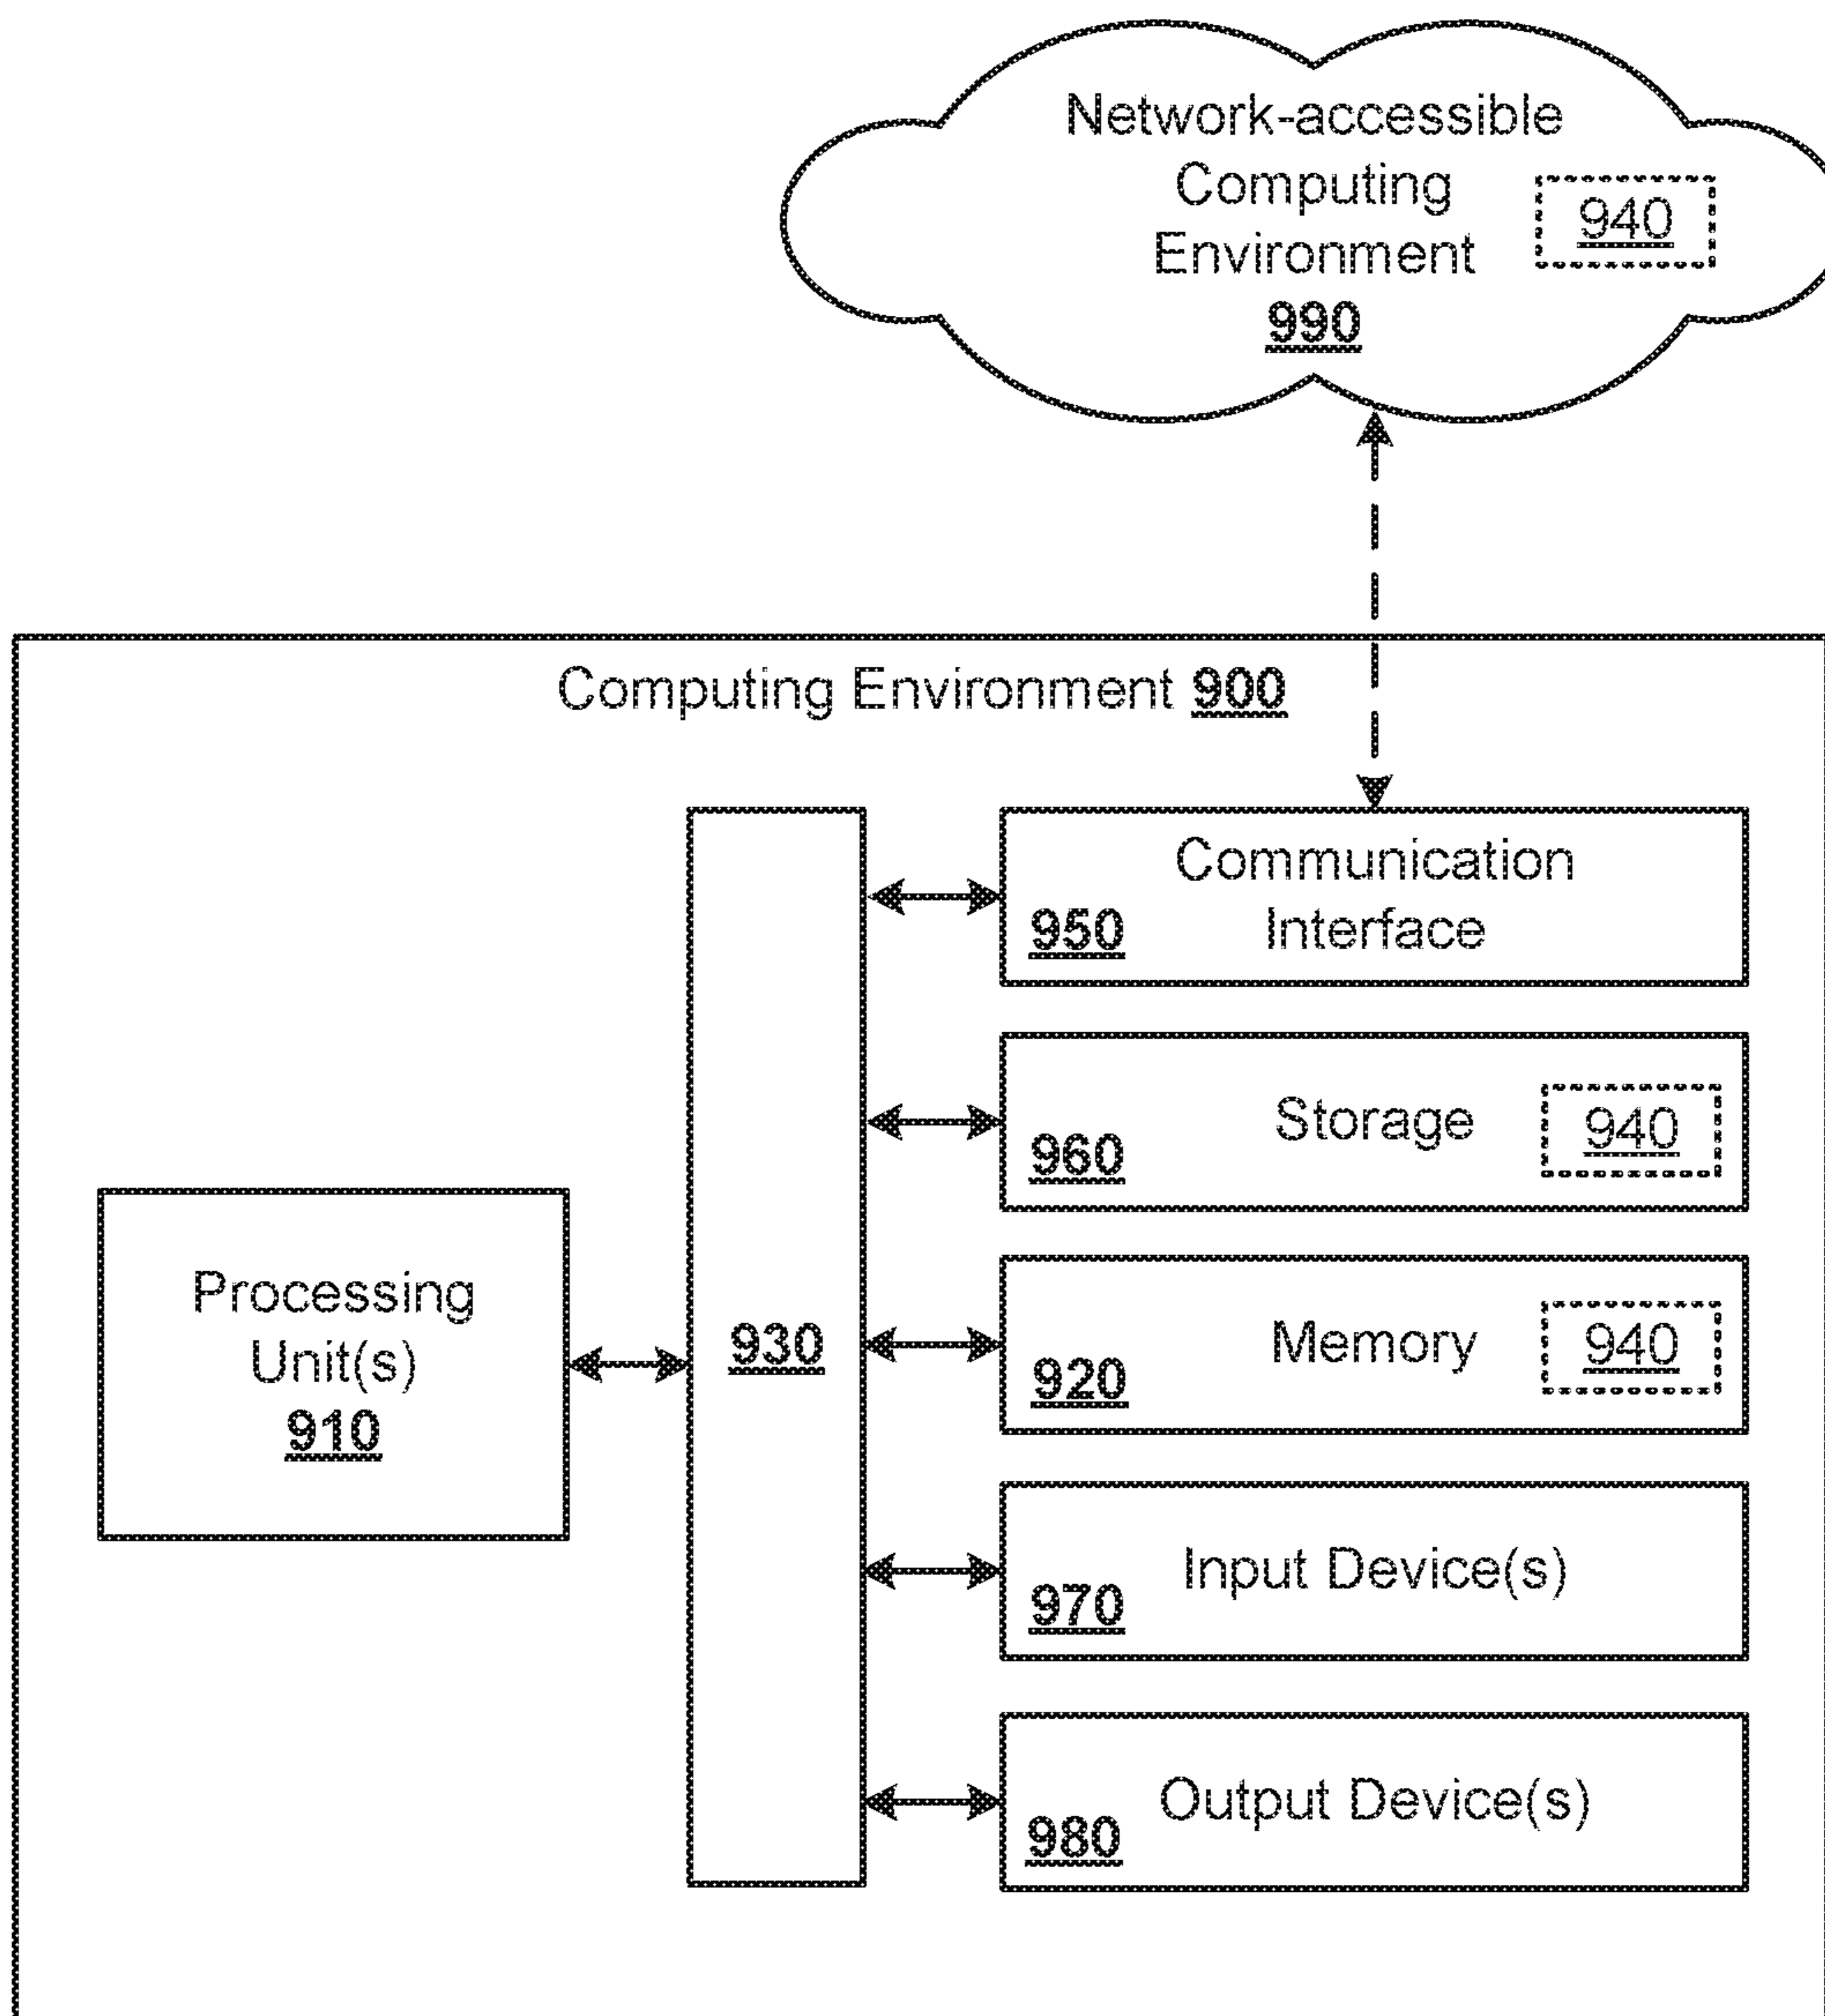 Network-accessible
Computing
Environment
940
990
Computing Environment 900
Communication
Interface
950
Storage
940
960
Processing
Unit(s)
910
930
Memory
940
920
Input Device(s)
970
Output Device(s)
980